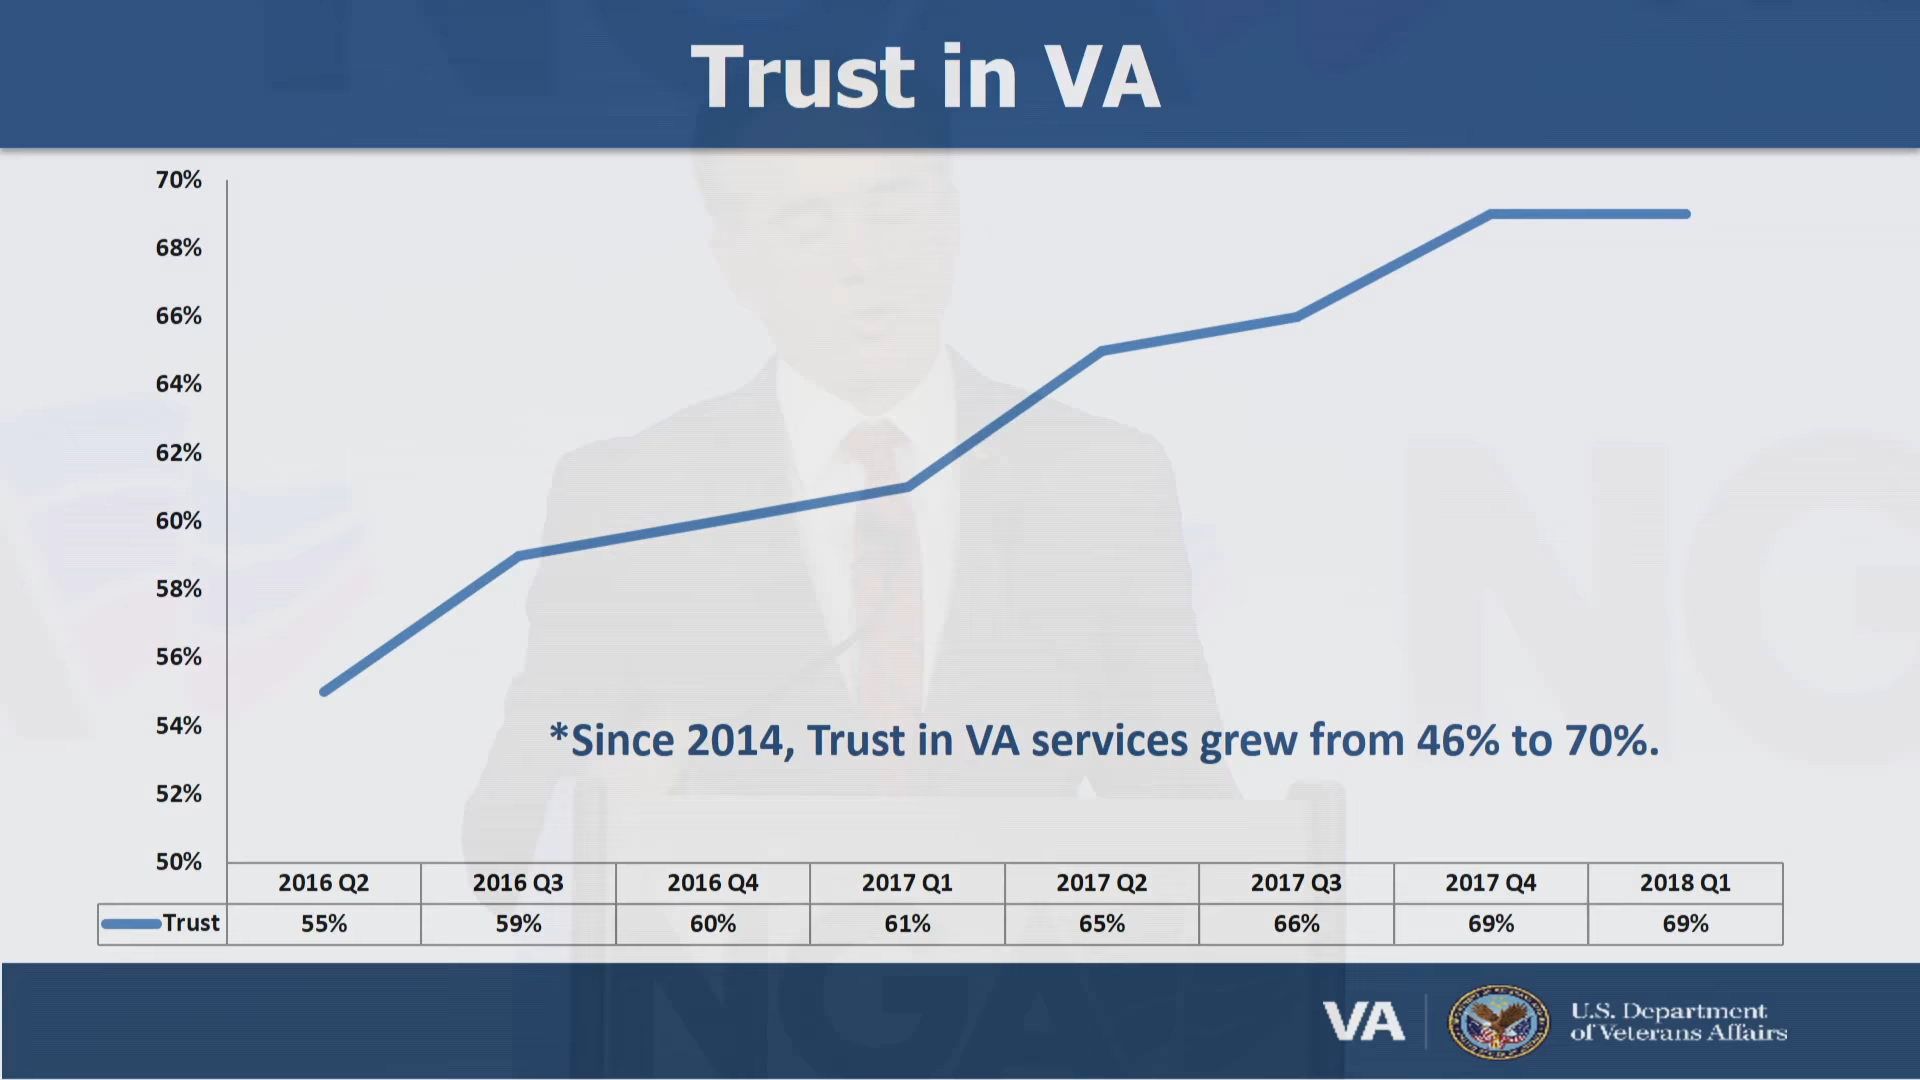 Trust in VA
70%
68%
66%
64%
62%
60%
58%
56%
54%
52%
50%
*Since 2014, Trust in VA services grew from 46% to 70%.
2016 Q2 2016 Q3 2016 Q4 2017 Q1 2017 Q2 2017 Q3 2017 Q4 2018 Q1
Trust 55% 59% 60% 61% 65% 66% 69% 69%
NG
NGA
VA
U.S. Department
of Veterans Affairs